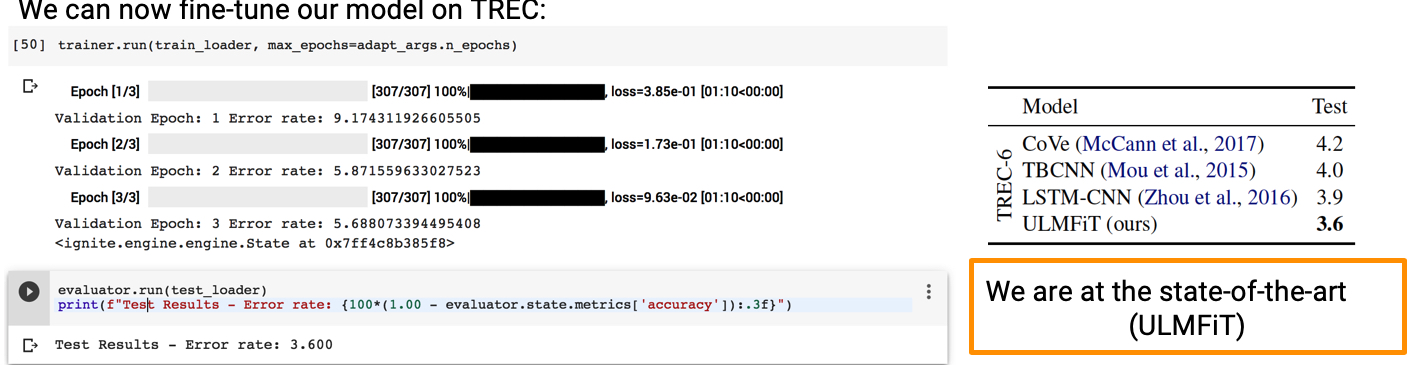 We can now fine-tune our model on TREC:
[50] trainer.run(train_loader, max_epochs=adapt_args.n_epochs)
Epoch [1/3] [307/307] 100%| , loss=3.85e-01 [01:10<00:00]
Validation Epoch: 1 Error rate: 9.174311926605505
Epoch [2/3] [307/307] 100%| , loss=1.73e-01 [01:10<00:00]
Validation Epoch: 2 Error rate: 5.871559633027523
Epoch [3/3] [307/307] 100%| , loss=9.63e-02 [01:10<00:00]
Validation Epoch: 3 Error rate: 5.688073394495408
<ignite.engine.engine.State at 0x7ff4c8b385f8>
evaluator.run(test_loader)
print(f"Test Results - Error rate: {100*(1.00 - evaluator.state.metrics['accuracy']):.3f}")
Test Results - Error rate: 3.600
Model Test
TREC-6
CoVe (McCann et al., 2017) 4.2
TBCNN (Mou et al., 2015) 4.0
LSTM-CNN (Zhou et al., 2016) 3.9
ULMFiT (ours) 3.6
We are at the state-of-the-art
(ULMFiT)